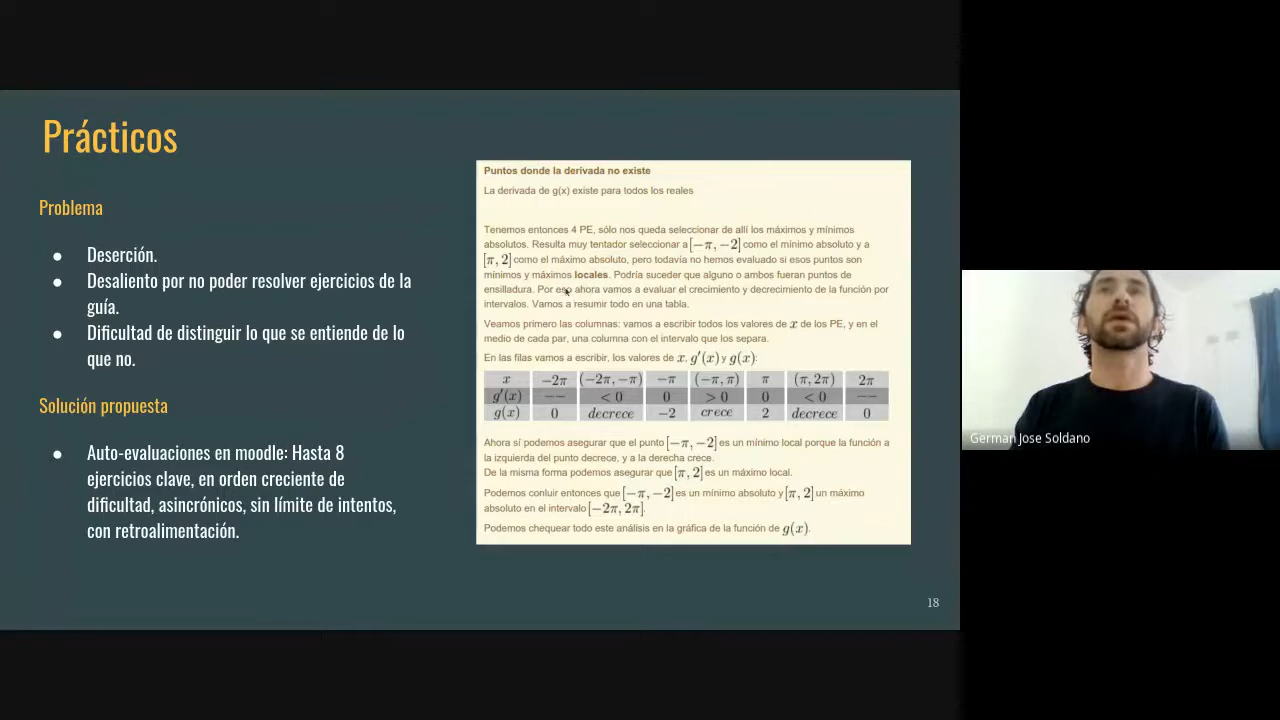 Prácticos
Problema
● Deserción.
● Desaliento por no poder resolver ejercicios de la
guía.
● Dificultad de distinguir lo que se entiende de lo
que no.
Solución propuesta
● Auto-evaluaciones en moodle: Hasta 8
ejercicios clave, en orden creciente de
dificultad, asincrónicos, sin límite de intentos,
con retroalimentación.
Puntos donde la derivada no existe
La derivada de g(x) existe para todos los reales
Tenemos entonces 4 PE, sólo nos queda seleccionar de allí los máximos y mínimos
absolutos. Resulta muy tentador seleccionar a [−π, −2] como el mínimo absoluto y a
[π, 2] como el máximo absoluto, pero todavía no hemos evaluado si esos puntos son
mínimos y máximos locales. Podría suceder que alguno o ambos fueran puntos de
ensilladura. Por eso ahora vamos a evaluar el crecimiento y decrecimiento de la función por
intervalos. Vamos a resumir todo en una tabla.
Veamos primero las columnas: vamos a escribir todos los valores de x de los PE, y en el
medio de cada par, una columna con el intervalo que los separa.
En las filas vamos a escribir, los valores de x, g′(x) y g(x):
x −2π (−2π, −π) −π (−π, π) π (π, 2π) 2π
g′(x) −− < 0 0 > 0 0 < 0 −−
g(x) 0 decrece −2 crece 2 decrece 0
Ahora sí podemos asegurar que el punto [−π, −2] es un mínimo local porque la función a
la izquierda del punto decrece, y a la derecha crece.
De la misma forma podemos asegurar que [π, 2] es un máximo local.
Podemos conluir entonces que [−π, −2] es un mínimo absoluto y [π, 2] un máximo
absoluto en el intervalo [−2π, 2π].
Podemos chequear todo este análisis en la gráfica de la función de g(x).
18
German Jose Soldano